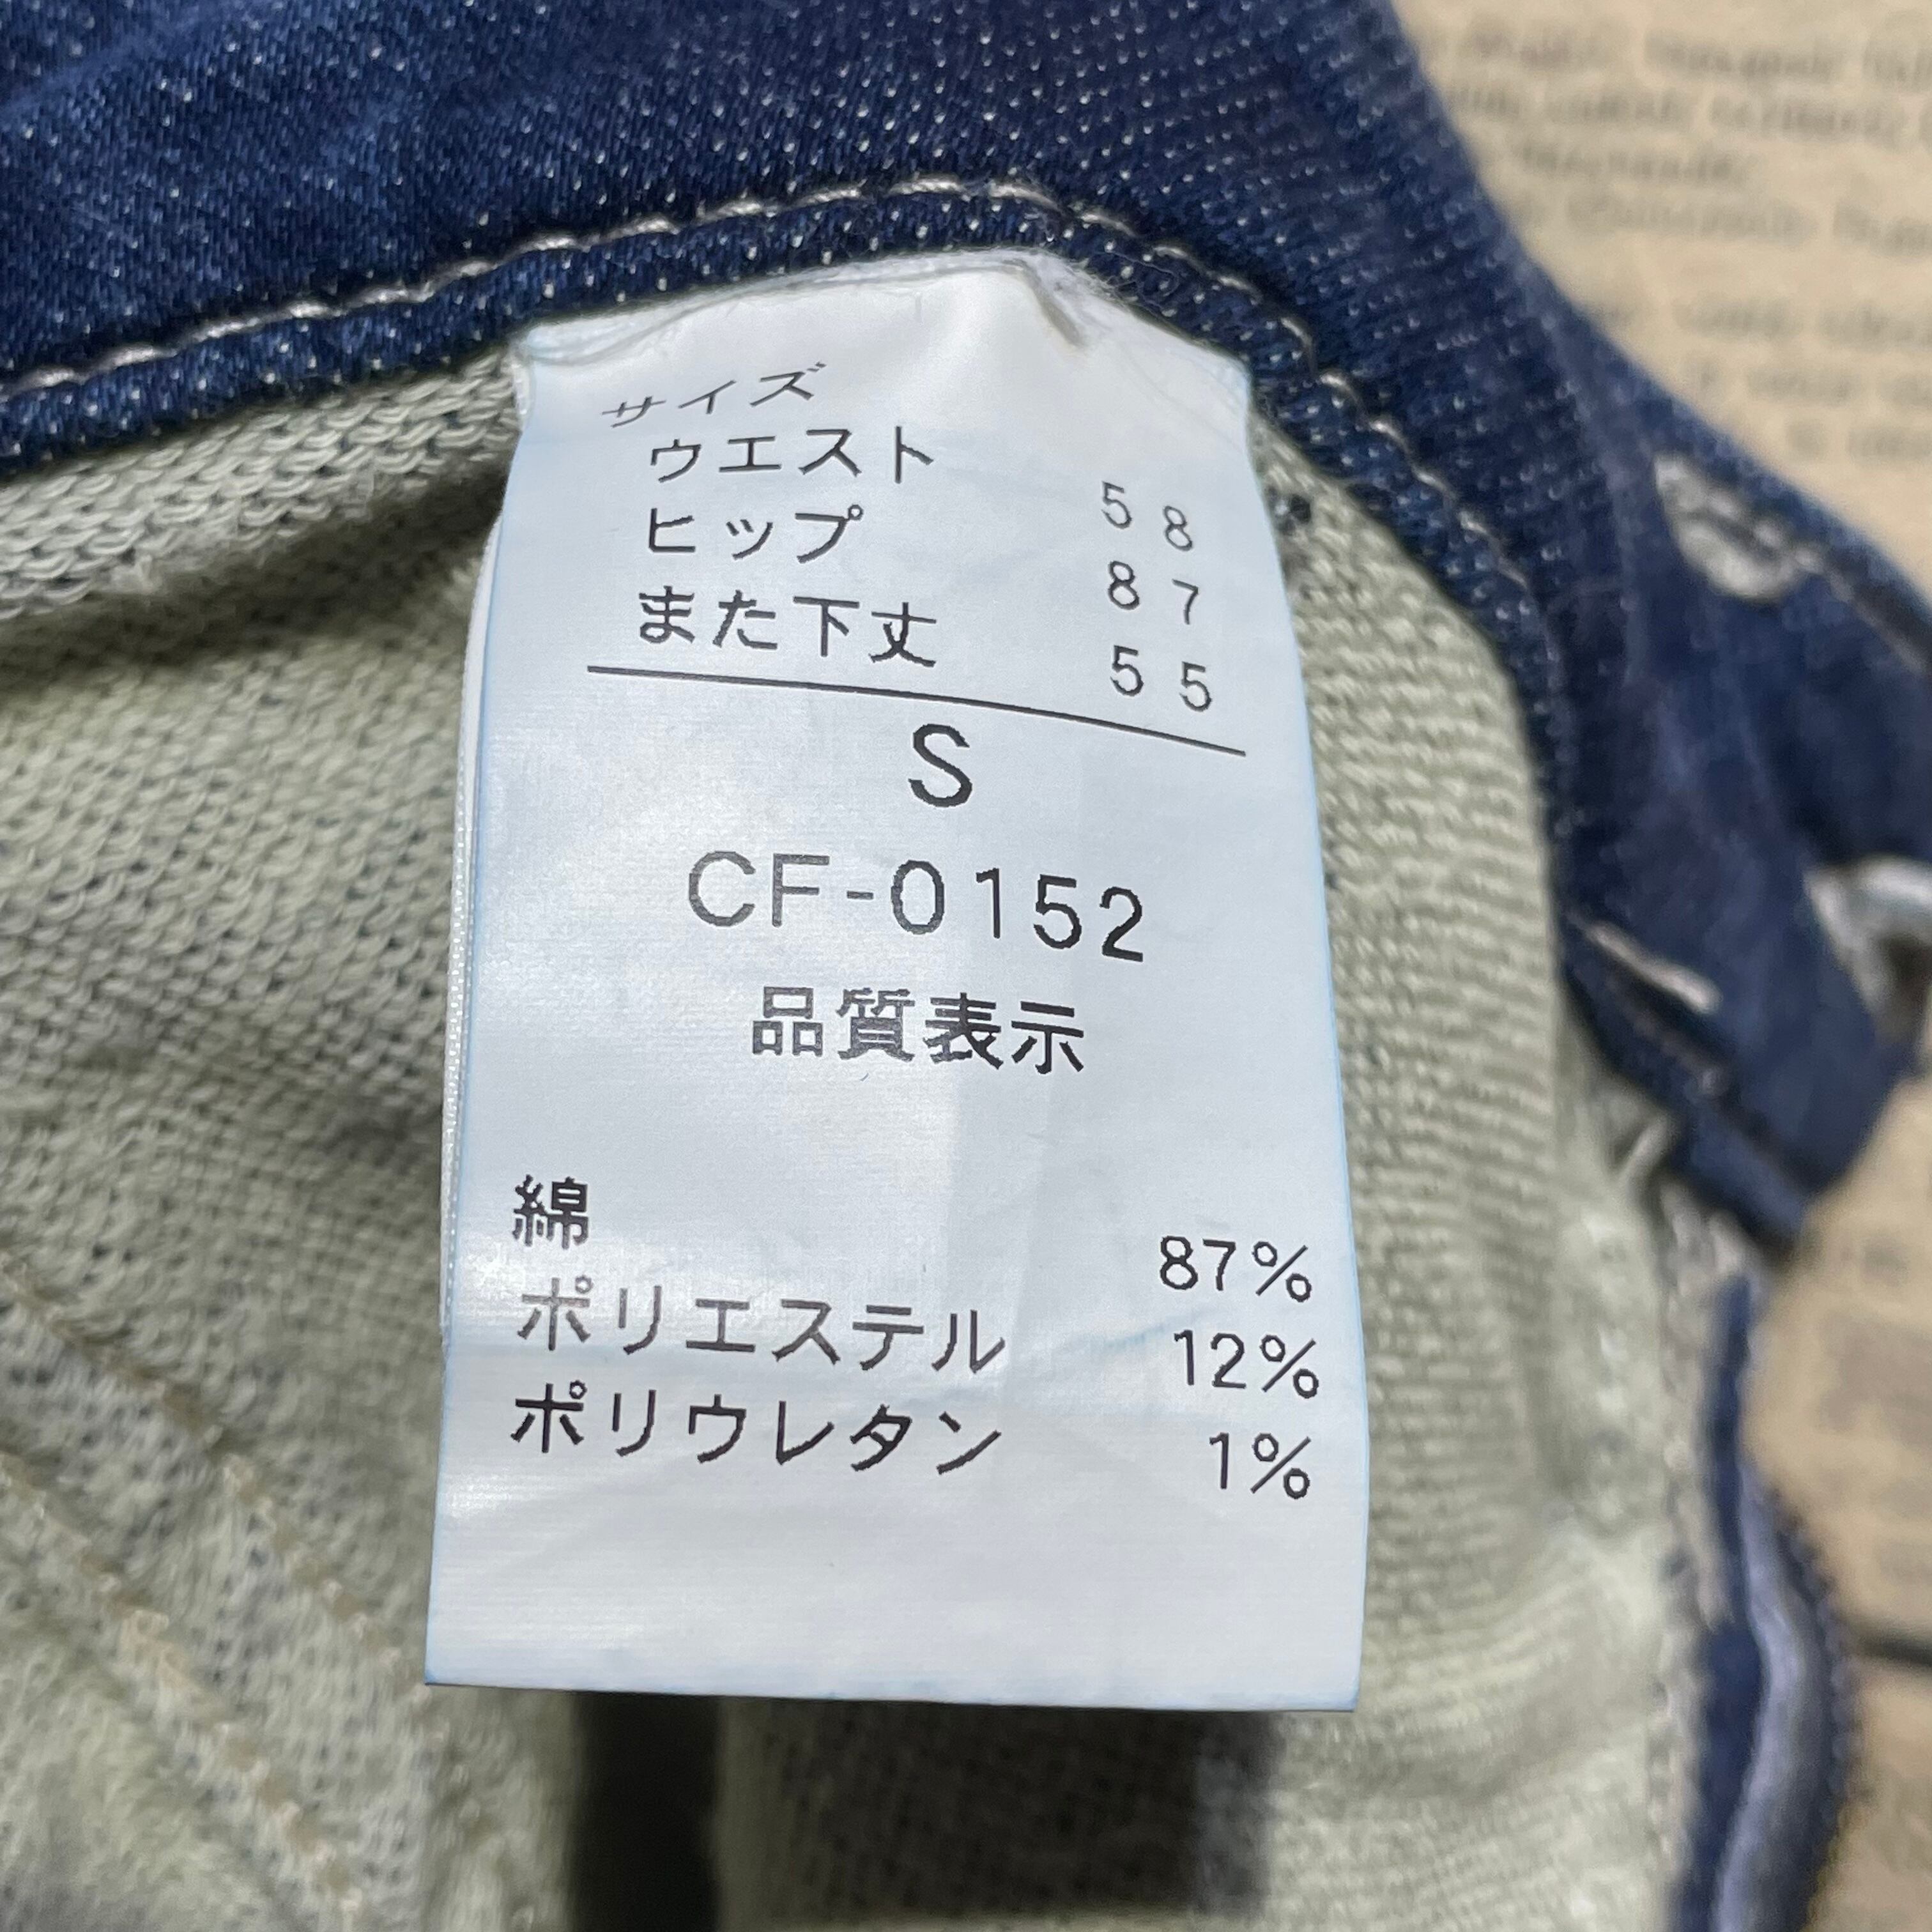 サイズ
ウエスト 58
ヒップ 87
また下丈 55
S
CF-0152
品質表示
綿 87%
ポリエステル 12%
ポリウレタン 1%